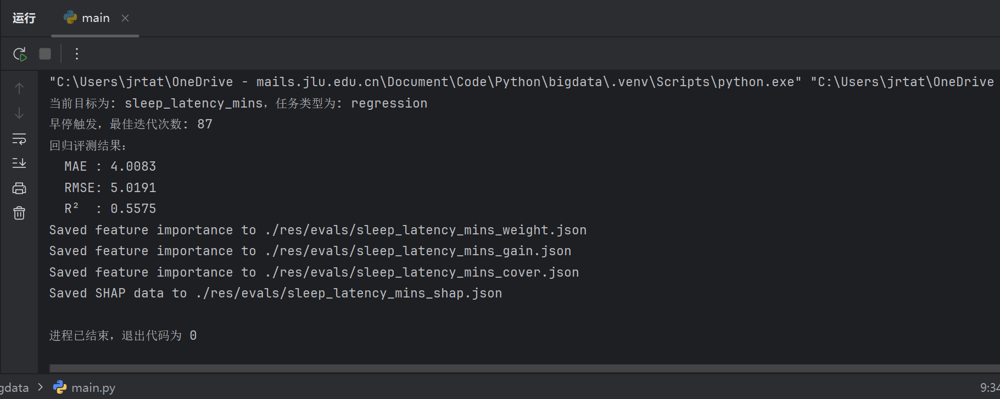 运行 main
"C:\Users\jrtat\OneDrive - mails.jlu.edu.cn\Document\Code\Python\bigdata\.venv\Scripts\python.exe" "C:\Users\jrtat\OneDrive
当前目标为: sleep_latency_mins，任务类型为: regression
早停触发，最佳迭代次数: 87
回归评测结果:
MAE : 4.0083
RMSE: 5.0191
R² : 0.5575
Saved feature importance to ./res/evals/sleep_latency_mins_weight.json
Saved feature importance to ./res/evals/sleep_latency_mins_gain.json
Saved feature importance to ./res/evals/sleep_latency_mins_cover.json
Saved SHAP data to ./res/evals/sleep_latency_mins_shap.json
进程已结束，退出代码为 0
gdata > main.py 9:34